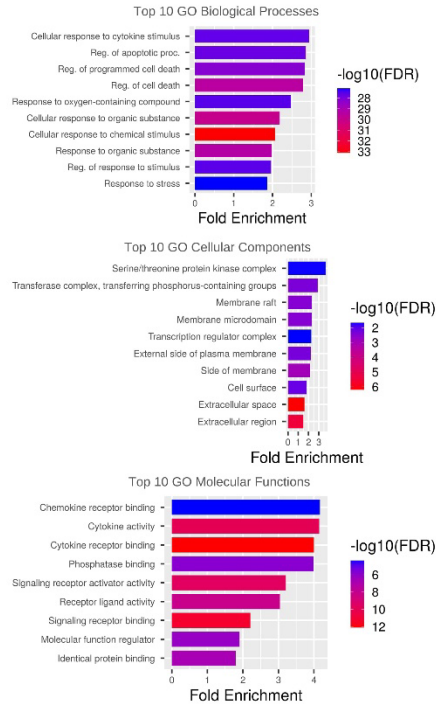 Top 10 GO Biological Processes
Cellular response to cytokine stimulus
Reg. of apoptotic proc.
Reg. of programmed cell death
Reg. of cell death
Response to oxygen-containing compound
Cellular response to organic substance
Cellular response to chemical stimulus
Response to organic substance
Reg. of response to stimulus
Response to stress
0 1 2 3
Fold Enrichment
-log10(FDR)
28
29
30
31
32
33
Top 10 GO Cellular Components
Serine/threonine protein kinase complex
Transferase complex, transferring phosphorus-containing groups
Membrane raft
Membrane microdomain
Transcription regulator complex
External side of plasma membrane
Side of membrane
Cell surface
Extracellular space
Extracellular region
0 1 2 3
Fold Enrichment
-log10(FDR)
2
3
4
5
6
Top 10 GO Molecular Functions
Chemokine receptor binding
Cytokine activity
Cytokine receptor binding
Phosphatase binding
Signaling receptor activator activity
Receptor ligand activity
Signaling receptor binding
Molecular function regulator
Identical protein binding
0 1 2 3 4
Fold Enrichment
-log10(FDR)
6
8
10
12